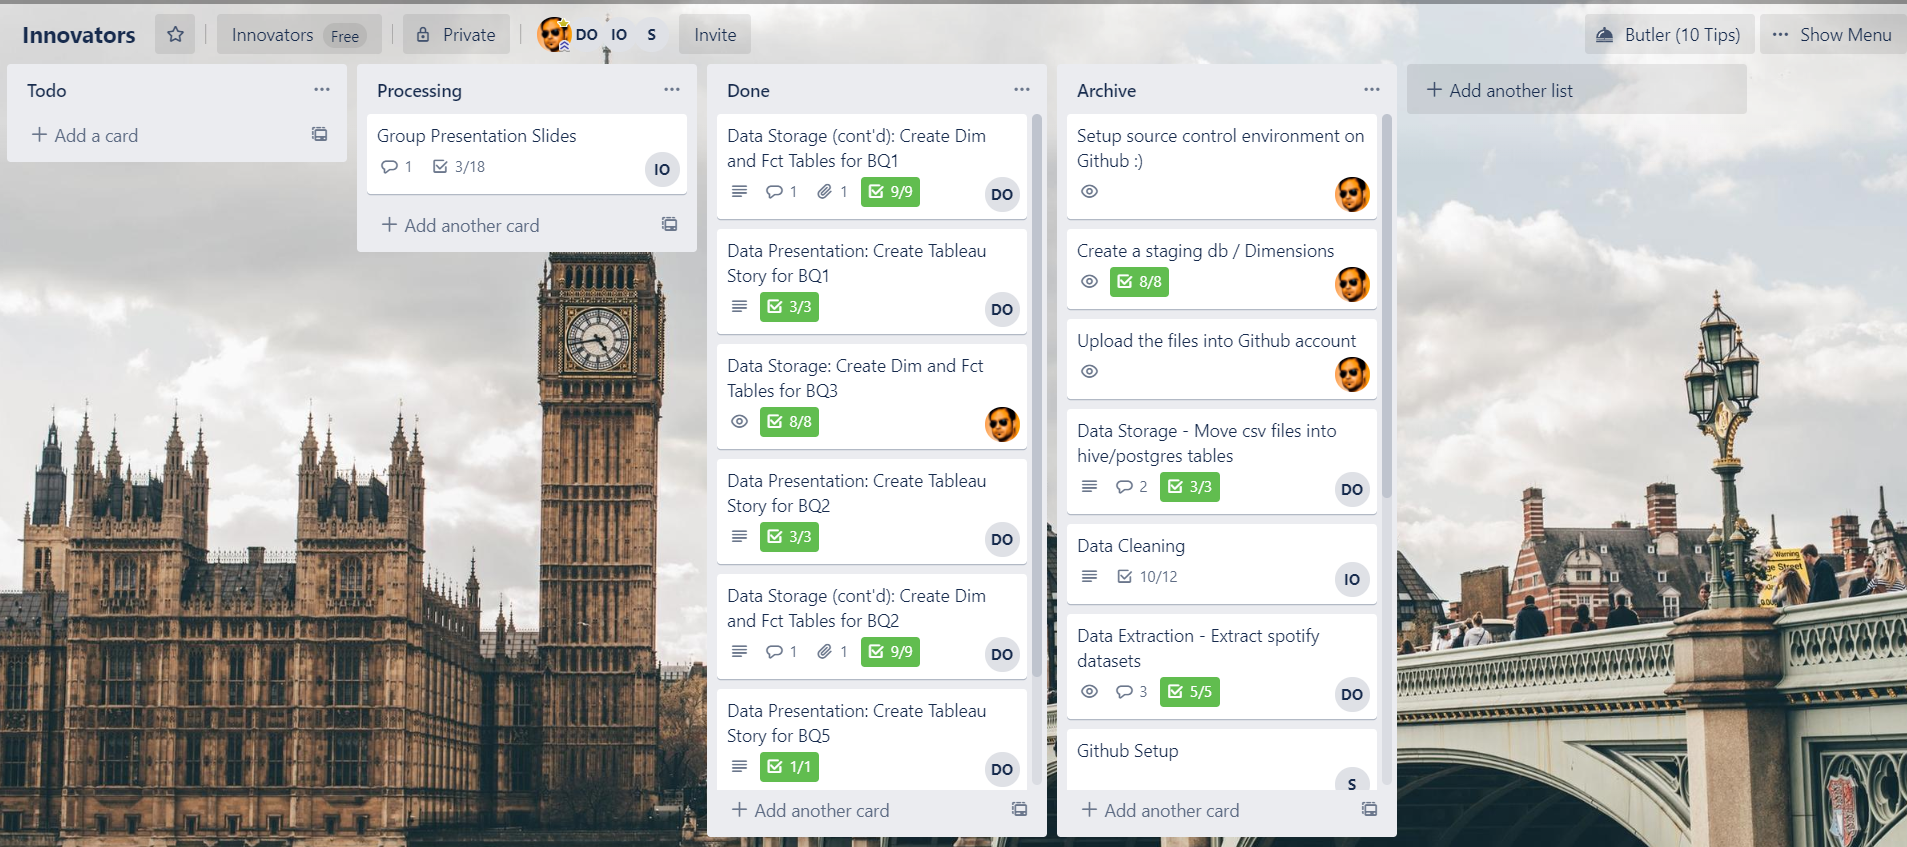 Innovators
Innovators Free
Private
DO IO S
Invite
Butler (10 Tips)
Show Menu
Todo
Add a card
Processing
Group Presentation Slides
1 3/18
IO
Add another card
Done
Data Storage (cont'd): Create Dim
and Fct Tables for BQ1
1 1 9/9
DO
Data Presentation: Create Tableau
Story for BQ1
3/3
DO
Data Storage: Create Dim and Fct
Tables for BQ3
8/8
Data Presentation: Create Tableau
Story for BQ2
3/3
DO
Data Storage (cont'd): Create Dim
and Fct Tables for BQ2
1 1 9/9
DO
Data Presentation: Create Tableau
Story for BQ5
1/1
DO
Add another card
Archive
Setup source control environment on
Github :)
Create a staging db / Dimensions
8/8
Upload the files into Github account
Data Storage - Move csv files into
hive/postgres tables
2 3/3
DO
Data Cleaning
10/12
IO
Data Extraction - Extract spotify
datasets
3 5/5
DO
Github Setup
S
Add another card
Add another list
Warning